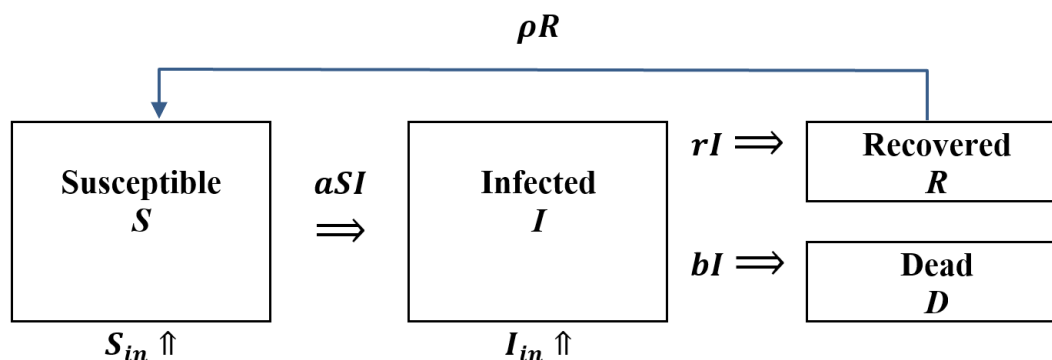 ρR
Susceptible
S
aSI
⇒
Infected
I
rI ⇒
Recovered
R
bI ⇒
Dead
D
S_in ⇑
I_in ⇑